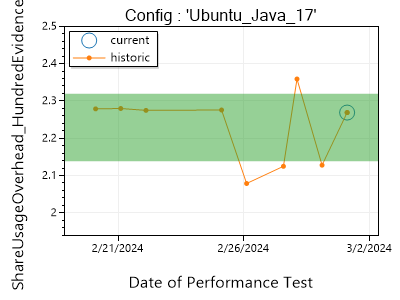 Config : 'Ubuntu_Java_17'
ShareUsageOverhead_HundredEvidence
2.5
2.4
2.3
2.2
2.1
2
current
historic
2/21/2024
2/26/2024
3/2/2024
Date of Performance Test